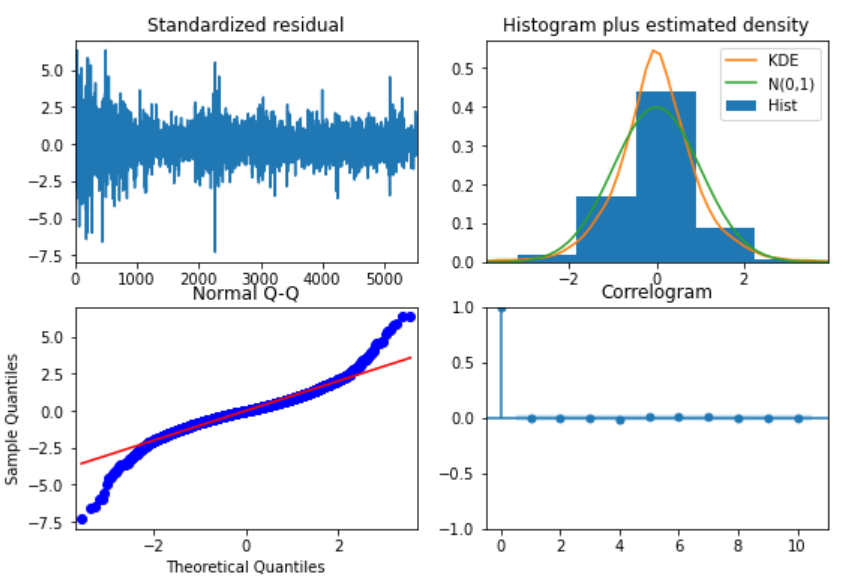 Standardized residual
5.0
2.5
0.0
−2.5
−5.0
−7.5
0 1000 2000 3000 4000 5000
Histogram plus estimated density
KDE
N(0,1)
Hist
0.5
0.4
0.3
0.2
0.1
0.0
−2 0 2
Normal Q-Q
Sample Quantiles
5.0
2.5
0.0
−2.5
−5.0
−7.5
−2 0 2
Theoretical Quantiles
Correlogram
1.0
0.5
0.0
−0.5
−1.0
0 2 4 6 8 10